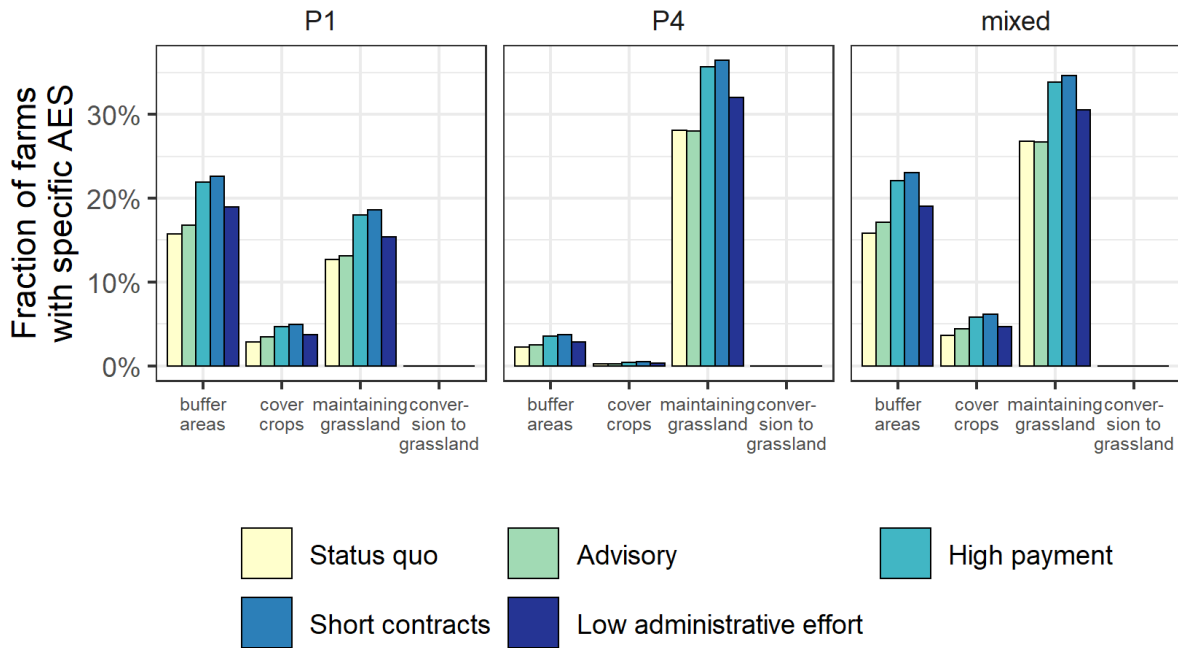 P1
P4
mixed
Fraction of farms
with specific AES
30%
20%
10%
0%
buffer
areas
cover
crops
maintaining
grassland
conver-
sion to
grassland
buffer
areas
cover
crops
maintaining
grassland
conver-
sion to
grassland
buffer
areas
cover
crops
maintaining
grassland
conver-
sion to
grassland
Status quo
Advisory
High payment
Short contracts
Low administrative effort